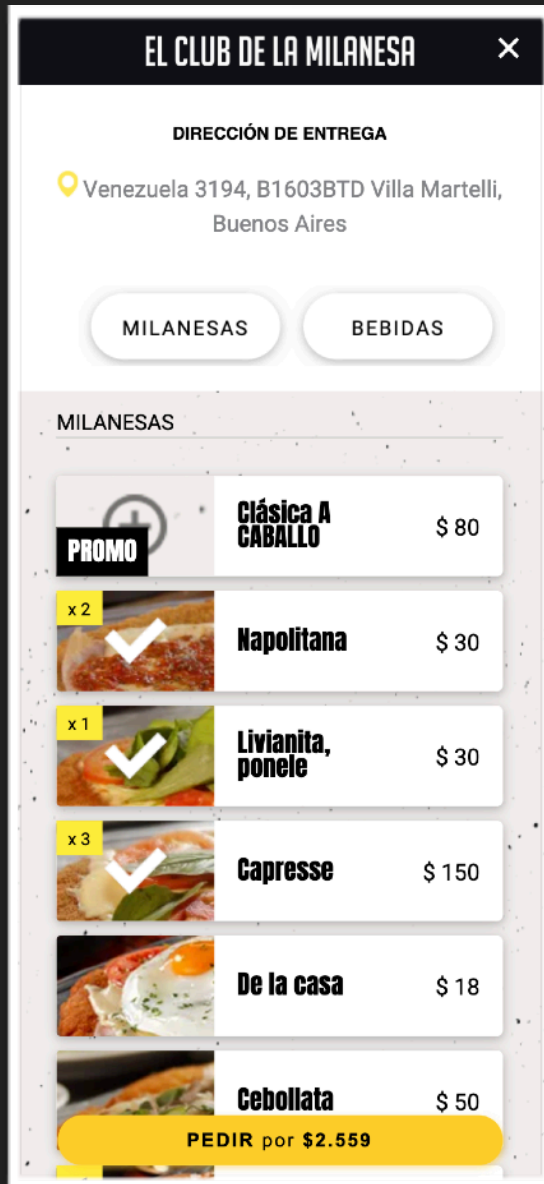 EL CLUB DE LA MILANESA
DIRECCIÓN DE ENTREGA
Venezuela 3194, B1603BTD Villa Martelli,
Buenos Aires
MILANESAS
BEBIDAS
MILANESAS
PROMO
Clásica A
CABALLO
$ 80
x 2
Napolitana
$ 30
x 1
Livianita,
ponele
$ 30
x 3
Capresse
$ 150
De la casa
$ 18
Cebollata
$ 50
PEDIR por $2.559